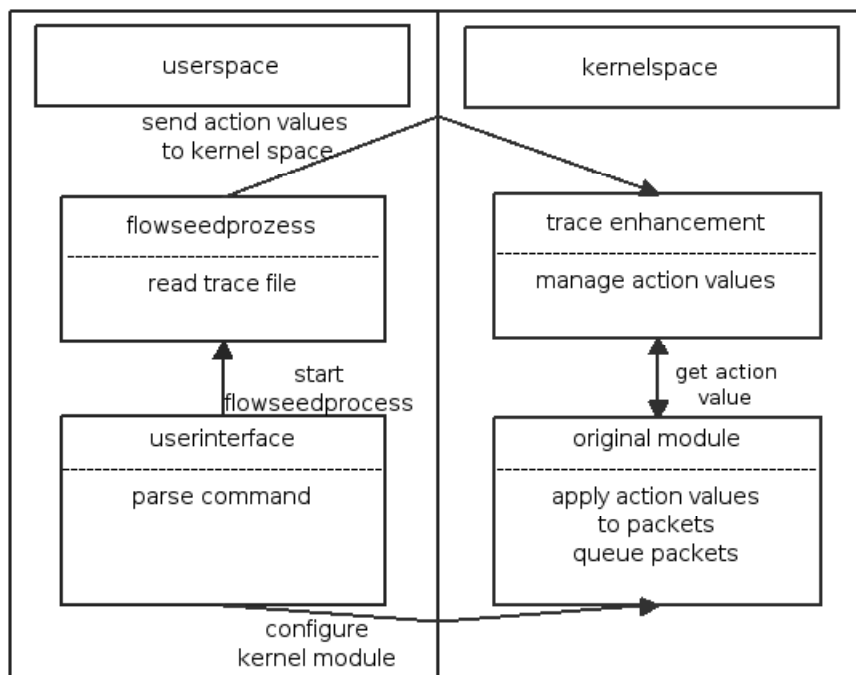 userspace
kernelspace
send action values
to kernel space
flowseedprozess
read trace file
trace enhancement
manage action values
start
flowseedprocess
get action
value
userinterface
parse command
original module
apply action values
to packets
queue packets
configure
kernel module